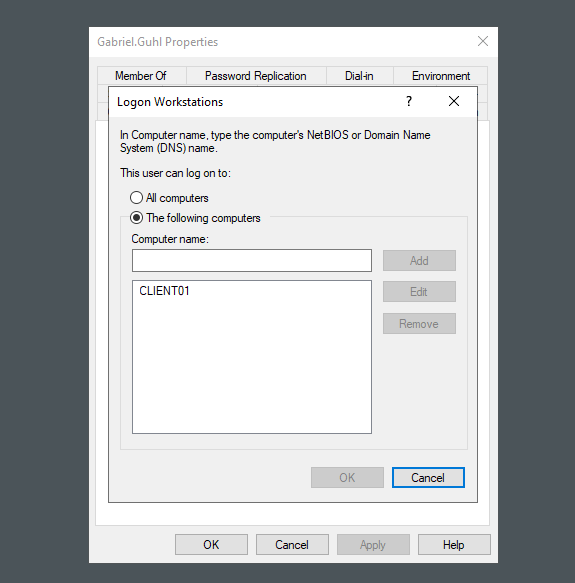 Gabriel.Guhl Properties
Member Of Password Replication Dial-in Environment
Logon Workstations
?
In Computer name, type the computer's NetBIOS or Domain Name
System (DNS) name.
This user can log on to:
All computers
The following computers
Computer name:
Add
CLIENT01
Edit
Remove
OK Cancel
OK Cancel Apply Help